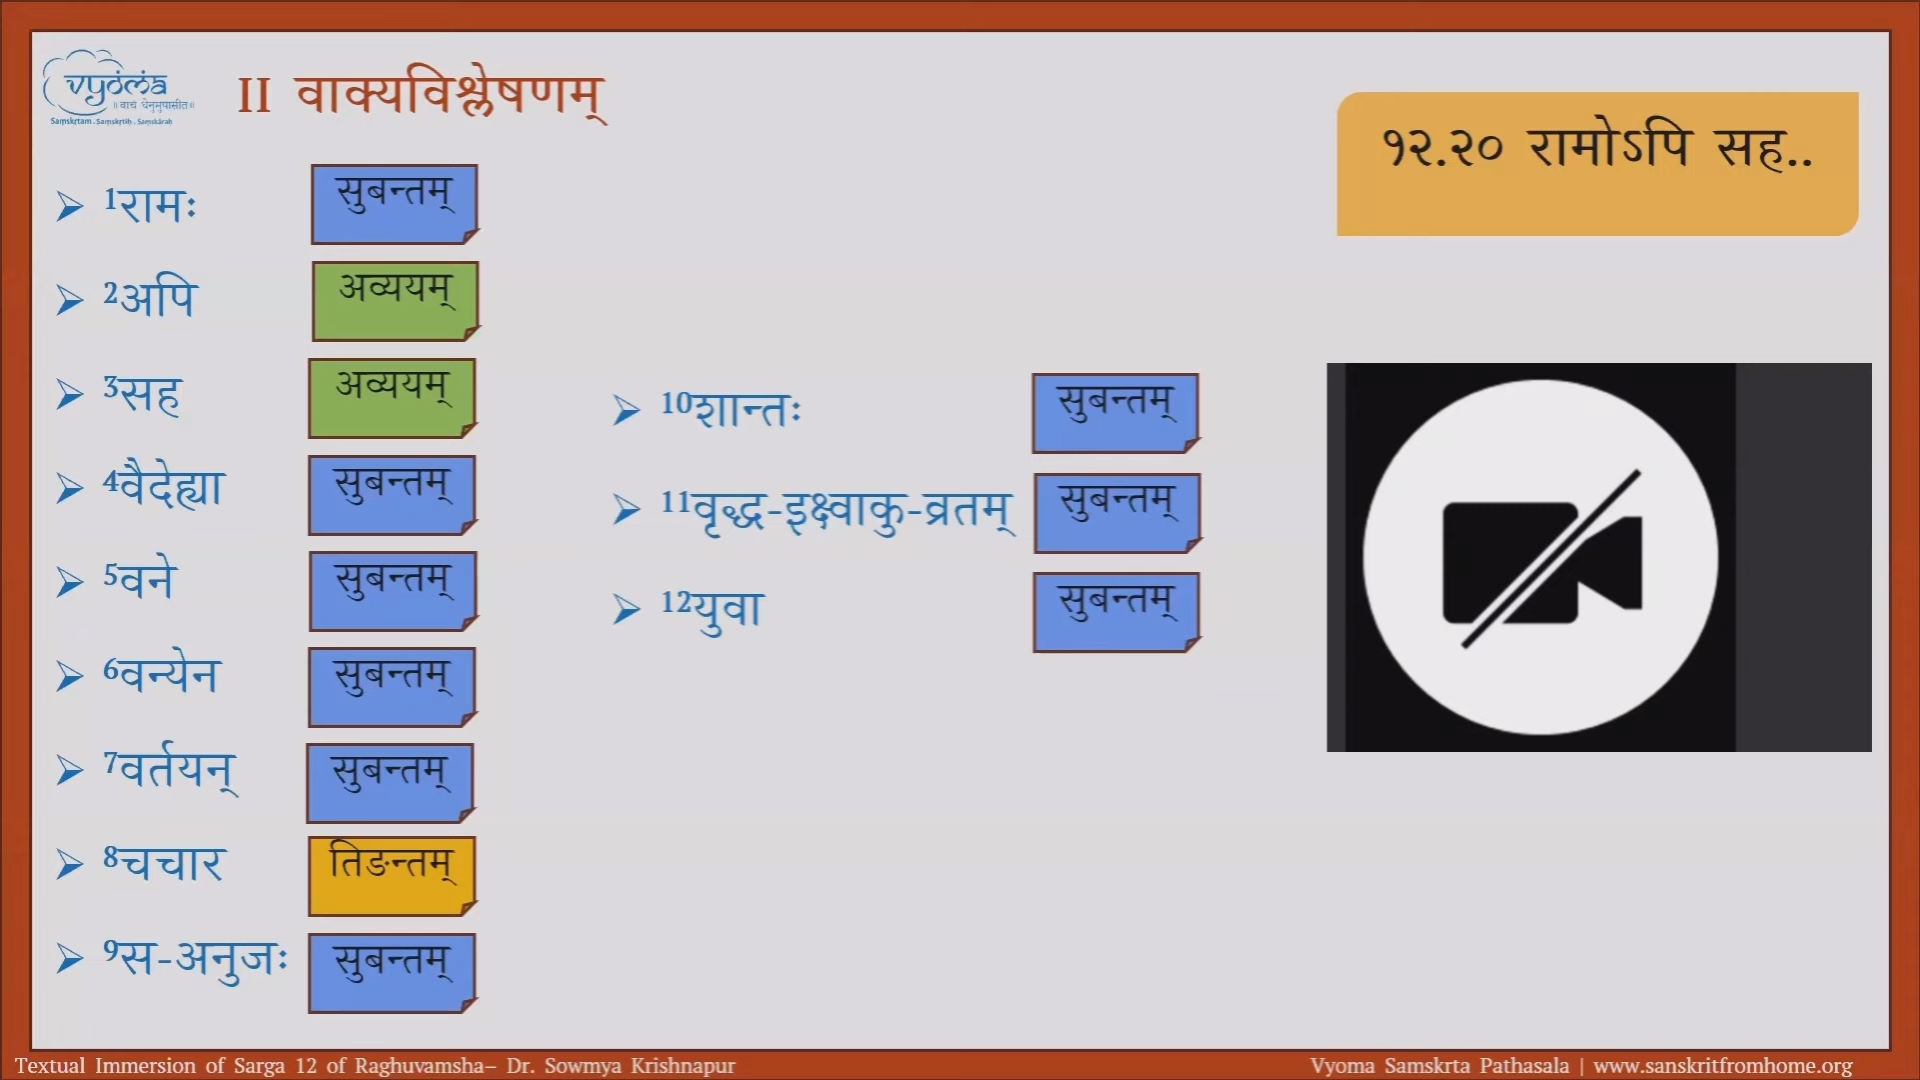 vyoma
॥ वाचं धेनुमुपासीत॥
Saṃskṛtam . Saṃskṛtiḥ . Saṃskāraḥ
II वाक्यविश्लेषणम्
१२.२० रामोऽपि सह..
1रामः सुबन्तम्
2अपि अव्ययम्
3सह अव्ययम्
4वैदेह्या सुबन्तम्
5वने सुबन्तम्
6वन्येन सुबन्तम्
7वर्तयन् सुबन्तम्
8चचार तिङन्तम्
9स-अनुजः सुबन्तम्
10शान्तः सुबन्तम्
11वृद्ध-इक्ष्वाकु-व्रतम् सुबन्तम्
12युवा सुबन्तम्
Textual Immersion of Sarga 12 of Raghuvamsha– Dr. Sowmya Krishnapur
Vyoma Samskrta Pathasala | www.sanskritfromhome.org